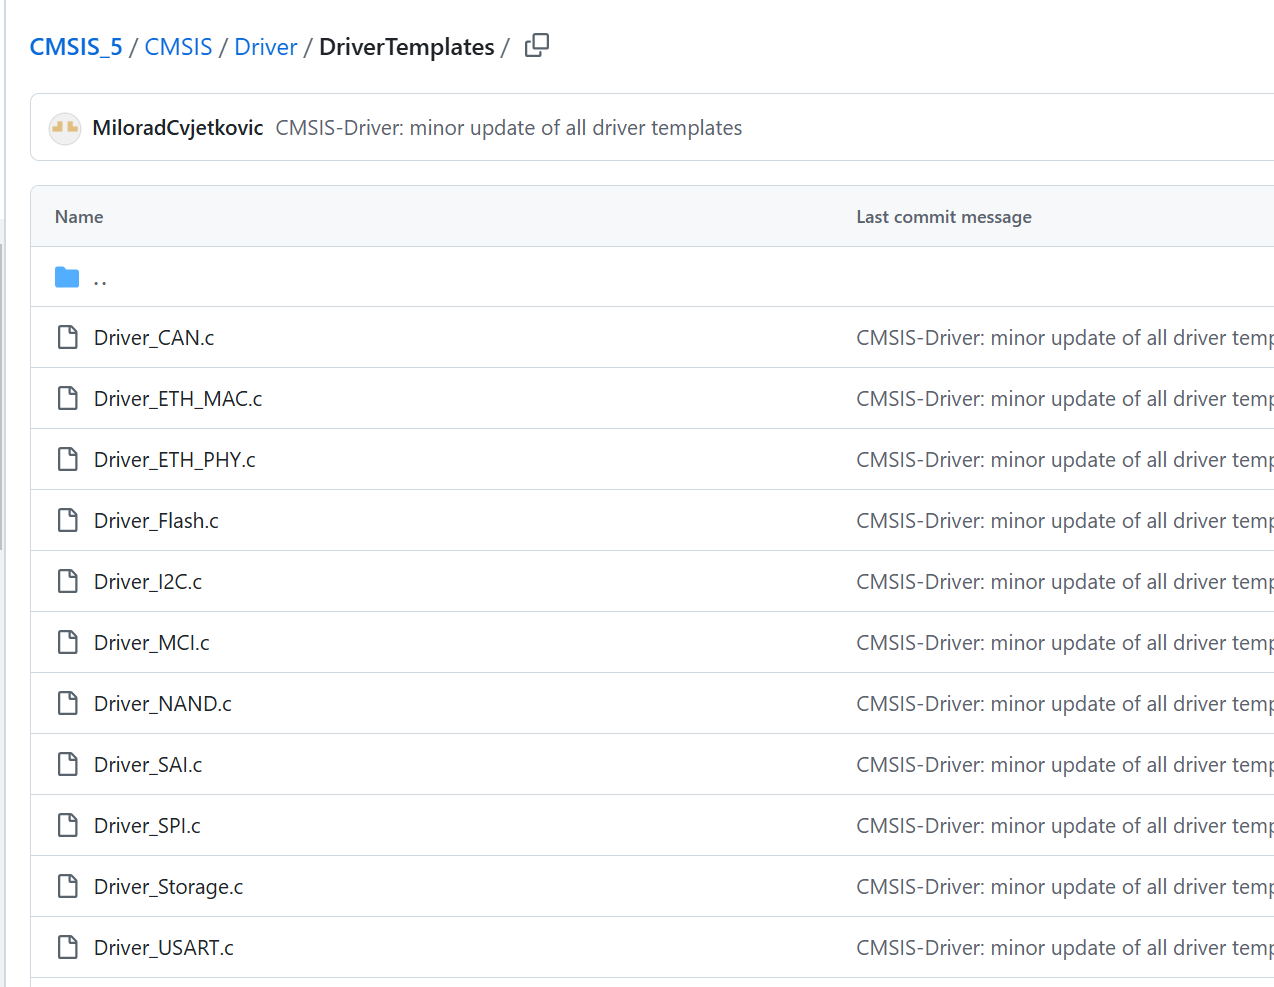 CMSIS_5 / CMSIS / Driver / DriverTemplates /
MiloradCvjetkovic CMSIS-Driver: minor update of all driver templates
Name Last commit message
..
Driver_CAN.c CMSIS-Driver: minor update of all driver temp
Driver_ETH_MAC.c CMSIS-Driver: minor update of all driver temp
Driver_ETH_PHY.c CMSIS-Driver: minor update of all driver temp
Driver_Flash.c CMSIS-Driver: minor update of all driver temp
Driver_I2C.c CMSIS-Driver: minor update of all driver temp
Driver_MCI.c CMSIS-Driver: minor update of all driver temp
Driver_NAND.c CMSIS-Driver: minor update of all driver temp
Driver_SAI.c CMSIS-Driver: minor update of all driver temp
Driver_SPI.c CMSIS-Driver: minor update of all driver temp
Driver_Storage.c CMSIS-Driver: minor update of all driver temp
Driver_USART.c CMSIS-Driver: minor update of all driver temp